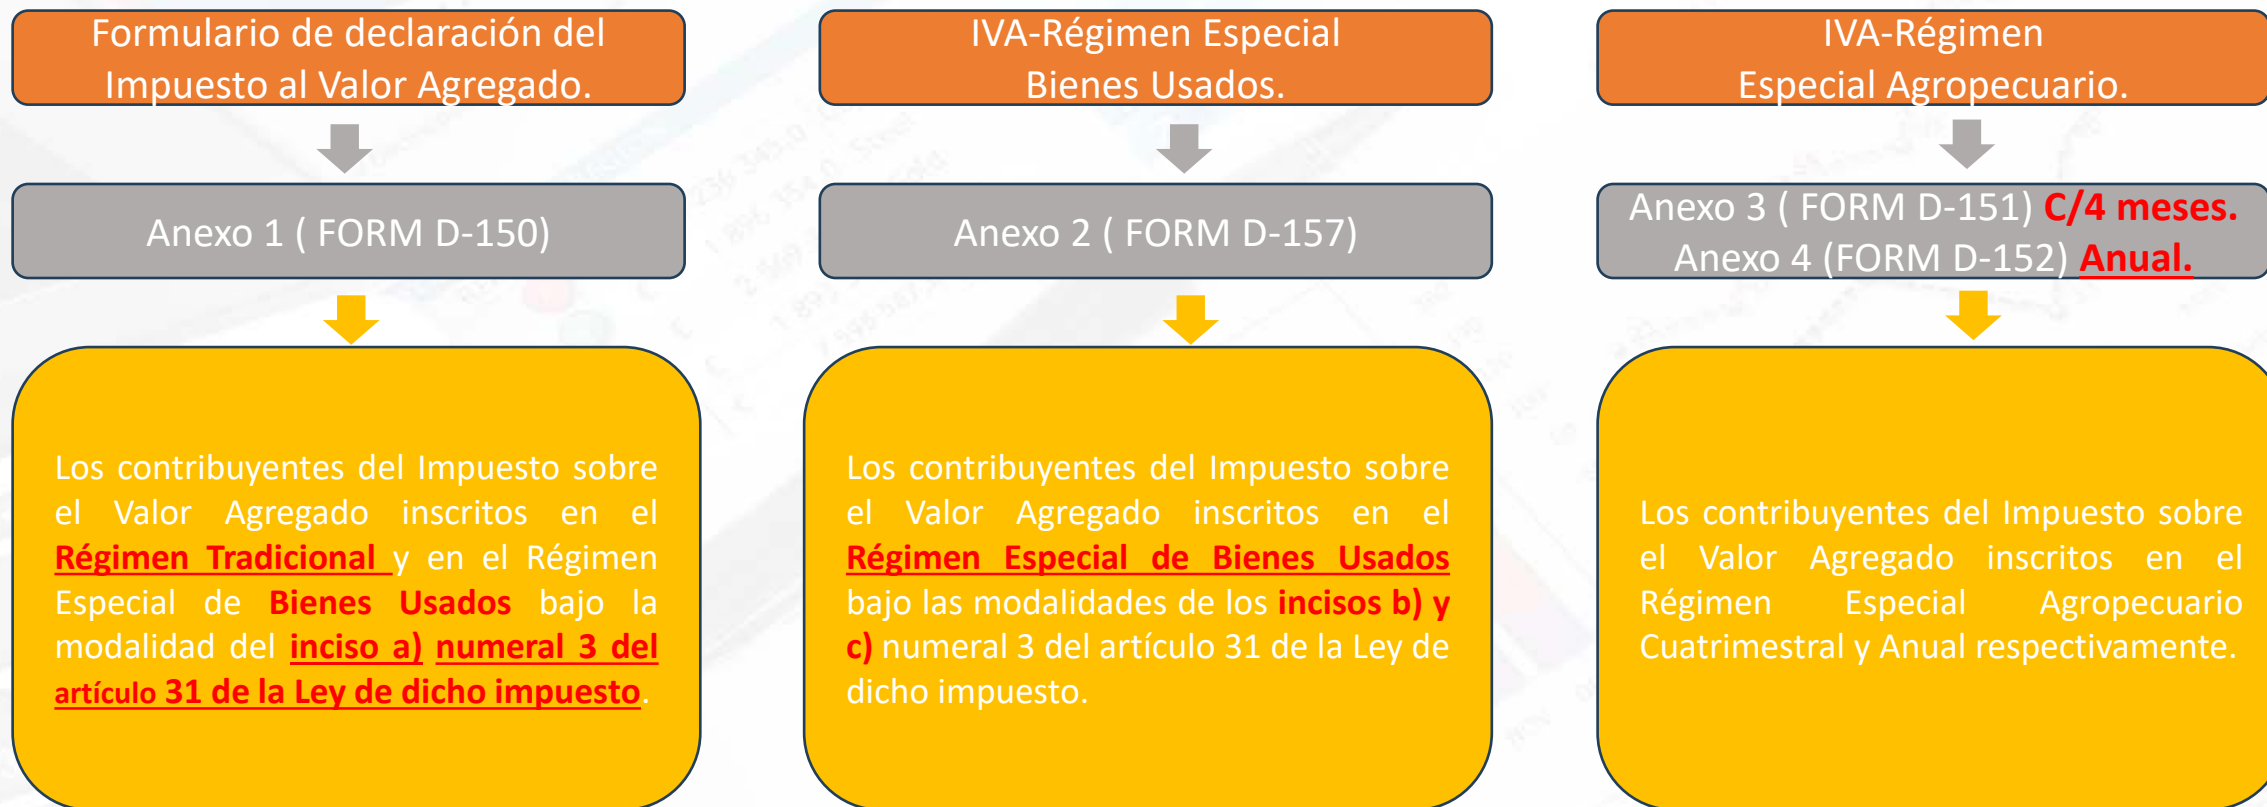 Formulario de declaración del
Impuesto al Valor Agregado.
Anexo 1 ( FORM D-150)
Los contribuyentes del Impuesto sobre
el Valor Agregado inscritos en el
Régimen Tradicional y en el Régimen
Especial de Bienes Usados bajo la
modalidad del inciso a) numeral 3 del
artículo 31 de la Ley de dicho impuesto.
IVA-Régimen Especial
Bienes Usados.
Anexo 2 ( FORM D-157)
Los contribuyentes del Impuesto sobre
el Valor Agregado inscritos en el
Régimen Especial de Bienes Usados
bajo las modalidades de los incisos b) y
c) numeral 3 del artículo 31 de la Ley de
dicho impuesto.
IVA-Régimen
Especial Agropecuario.
Anexo 3 ( FORM D-151) C/4 meses.
Anexo 4 (FORM D-152) Anual.
Los contribuyentes del Impuesto sobre
el Valor Agregado inscritos en el
Régimen Especial Agropecuario
Cuatrimestral y Anual respectivamente.